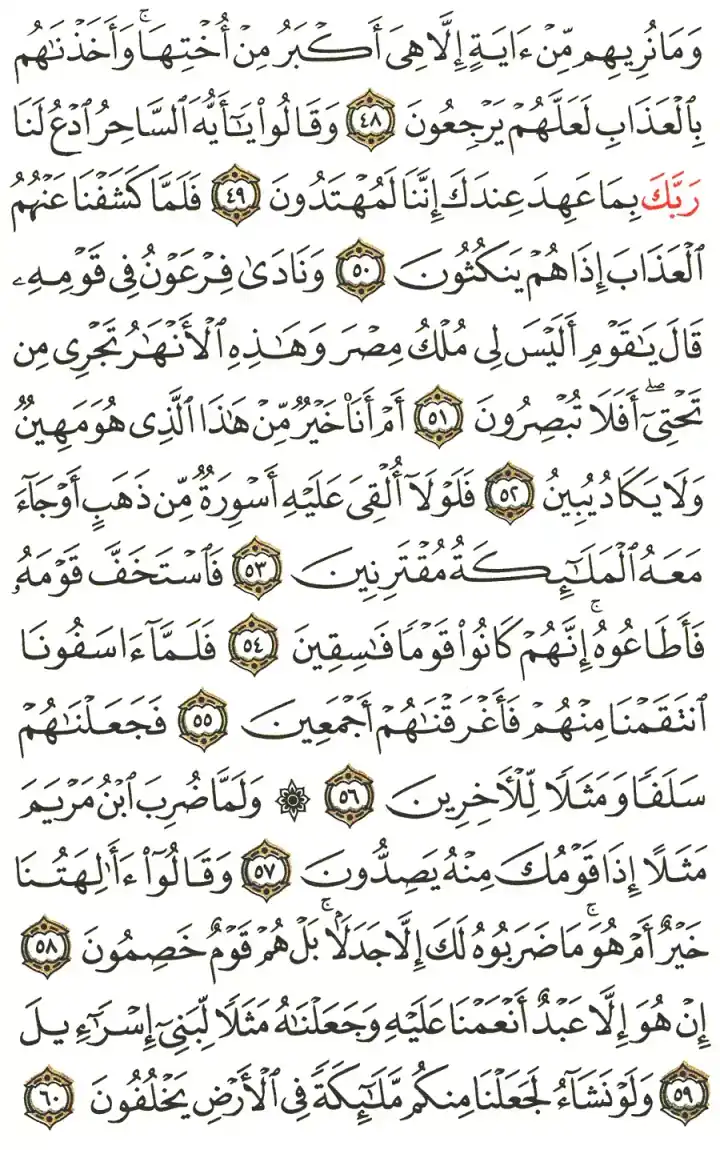 وَمَا نُرِيهِم مِّنْ ءَايَةٍ إِلَّا هِيَ أَكْبَرُ مِنْ أُخْتِهَا ۖ وَأَخَذْنَٰهُم
بِٱلْعَذَابِ لَعَلَّهُمْ يَرْجِعُونَ ٤٨ وَقَالُوا۟ يَٰٓأَيُّهَ ٱلسَّاحِرُ ٱدْعُ لَنَا
رَبَّكَ بِمَا عَهِدَ عِندَكَ إِنَّنَا لَمُهْتَدُونَ ٤٩ فَلَمَّا كَشَفْنَا عَنْهُمُ
ٱلْعَذَابَ إِذَا هُمْ يَنكُثُونَ ٥٠ وَنَادَىٰ فِرْعَوْنُ فِى قَوْمِهِۦ
قَالَ يَٰقَوْمِ أَلَيْسَ لِى مُلْكُ مِصْرَ وَهَٰذِهِ ٱلْأَنْهَٰرُ تَجْرِى مِن
تَحْتِىٓ ۖ أَفَلَا تُبْصِرُونَ ٥١ أَمْ أَنَا۠ خَيْرٌ مِّنْ هَٰذَا ٱلَّذِى هُوَ مَهِينٌ
وَلَا يَكَادُ يُبِينُ ٥٢ فَلَوْلَآ أُلْقِىَ عَلَيْهِ أَسْوِرَةٌ مِّن ذَهَبٍ أَوْ جَآءَ
مَعَهُ ٱلْمَلَٰٓئِكَةُ مُقْتَرِنِينَ ٥٣ فَٱسْتَخَفَّ قَوْمَهُۥ
فَأَطَاعُوهُ ۚ إِنَّهُمْ كَانُوا۟ قَوْمًا فَٰسِقِينَ ٥٤ فَلَمَّآ ءَاسَفُونَا
ٱنتَقَمْنَا مِنْهُمْ فَأَغْرَقْنَٰهُمْ أَجْمَعِينَ ٥٥ فَجَعَلْنَٰهُمْ
سَلَفًا وَمَثَلًا لِّلْءَاخِرِينَ ٥٦ ۞ وَلَمَّا ضُرِبَ ٱبْنُ مَرْيَمَ
مَثَلًا إِذَا قَوْمُكَ مِنْهُ يَصِدُّونَ ٥٧ وَقَالُوٓا۟ ءَأَٰلِهَتُنَا
خَيْرٌ أَمْ هُوَ ۚ مَا ضَرَبُوهُ لَكَ إِلَّا جَدَلًۢا ۚ بَلْ هُمْ قَوْمٌ خَصِمُونَ ٥٨
إِنْ هُوَ إِلَّا عَبْدٌ أَنْعَمْنَا عَلَيْهِ وَجَعَلْنَٰهُ مَثَلًا لِّبَنِىٓ إِسْرَٰٓءِيلَ
٥٩ وَلَوْ نَشَآءُ لَجَعَلْنَا مِنكُم مَّلَٰٓئِكَةً فِى ٱلْأَرْضِ يَخْلُفُونَ ٦٠